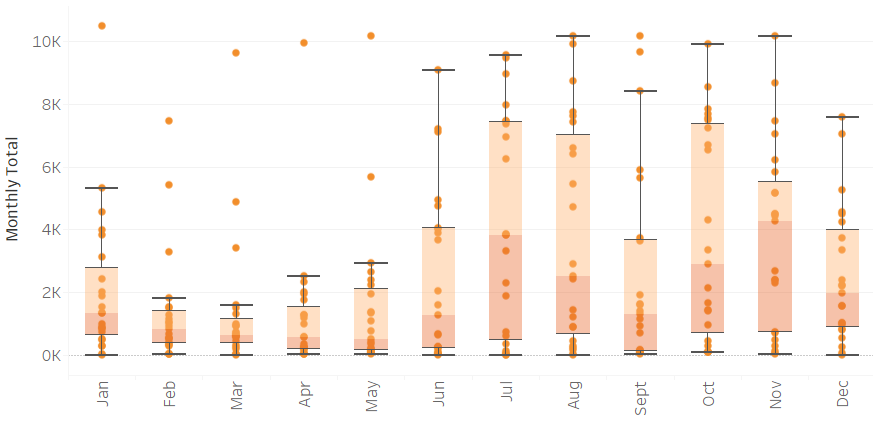 Monthly Total
10K
8K
6K
4K
2K
0K
Jan
Feb
Mar
Apr
May
Jun
Jul
Aug
Sept
Oct
Nov
Dec